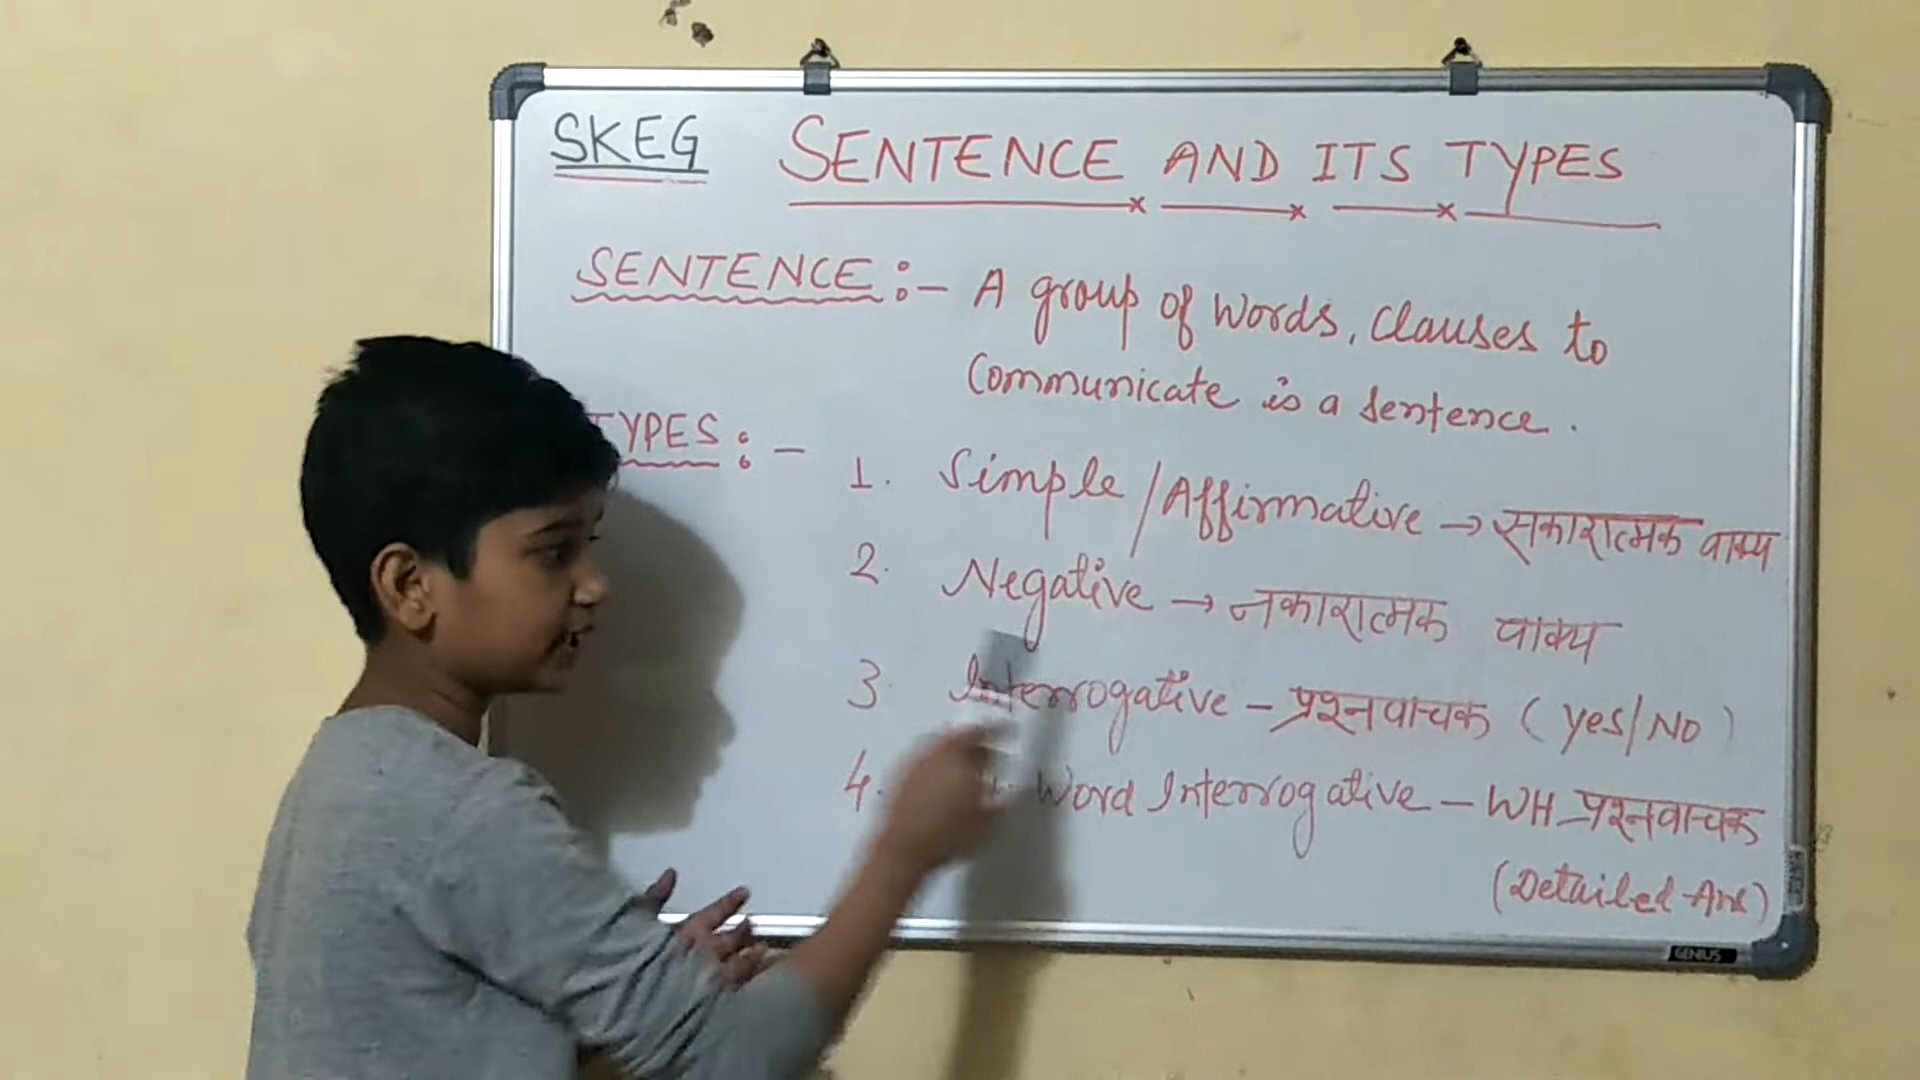 SKEG SENTENCE AND ITS TYPES
SENTENCE :- A group of words, clauses to
communicate is a sentence.
TYPES :-
1. Simple/Affirmative → सकारात्मक वाक्य
2. Negative → नकारात्मक वाक्य
3. Interrogative - प्रश्नवाचक (Yes/No)
4. Word Interrogative - WH-प्रश्नवाचक
(Detailed Ans)
GENIUS